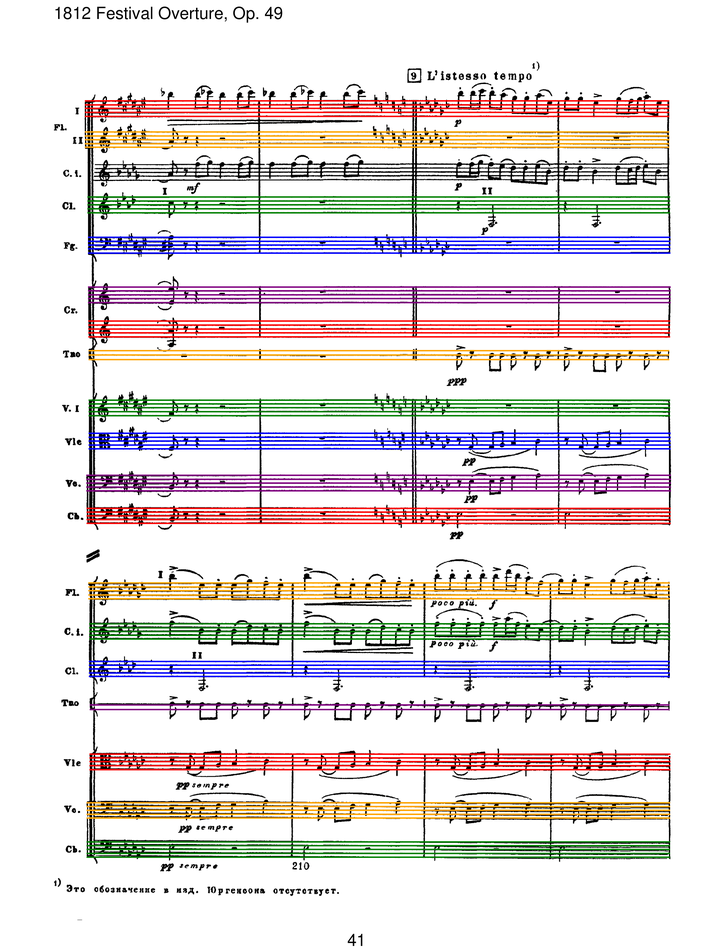 1812 Festival Overture, Op. 49
9 L'istesso tempo 1)
I
Fl.
II
C. i.
mf
p
I
II
Cl.
p
Fg.
Cr.
Tno
ppp
V. I
Vle
pp
Vc.
pp
Cb.
pp
I
Fl.
poco più. f
C. i.
poco più. f
II
Cl.
Tno
Vle
pp sempre
Vc.
pp sempre
Cb.
pp sempre
210
1) Это обозначение в изд. Юргенсона отсутствует.
41